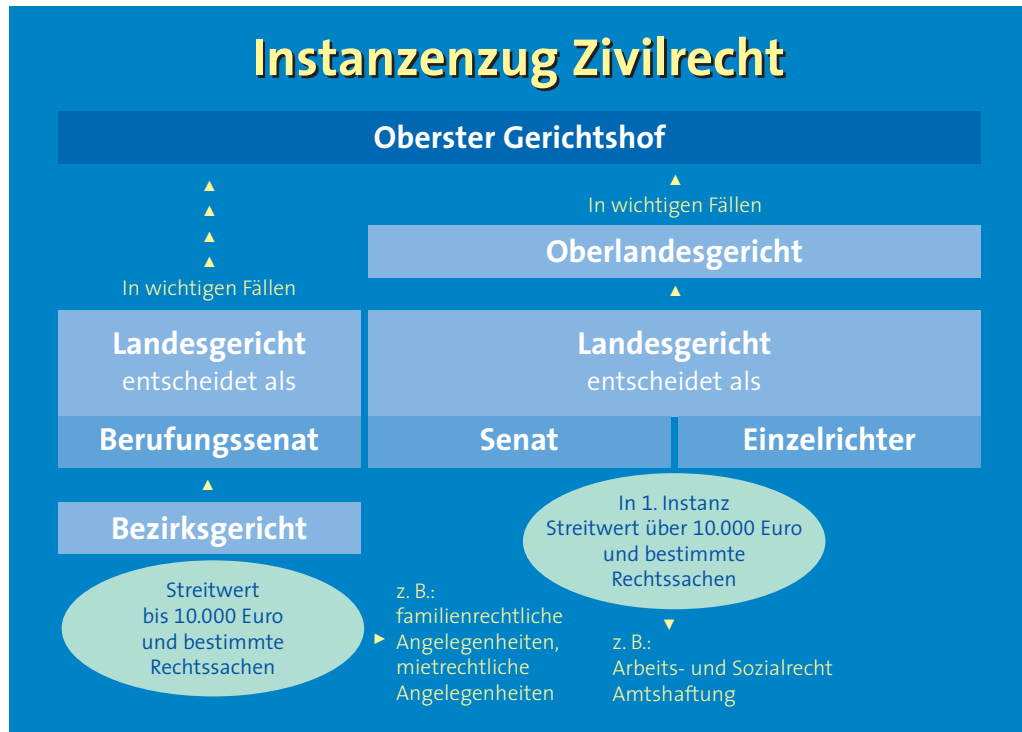 Instanzenzug Zivilrecht
Oberster Gerichtshof
In wichtigen Fällen
Oberlandesgericht
In wichtigen Fällen
Landesgericht
entscheidet als
Berufungssenat
Landesgericht
entscheidet als
Senat
Einzelrichter
Bezirksgericht
Streitwert
bis 10.000 Euro
und bestimmte
Rechtssachen
z. B.:
familienrechtliche
Angelegenheiten,
mietrechtliche
Angelegenheiten
In 1. Instanz
Streitwert über 10.000 Euro
und bestimmte
Rechtssachen
z. B.:
Arbeits- und Sozialrecht
Amtshaftung